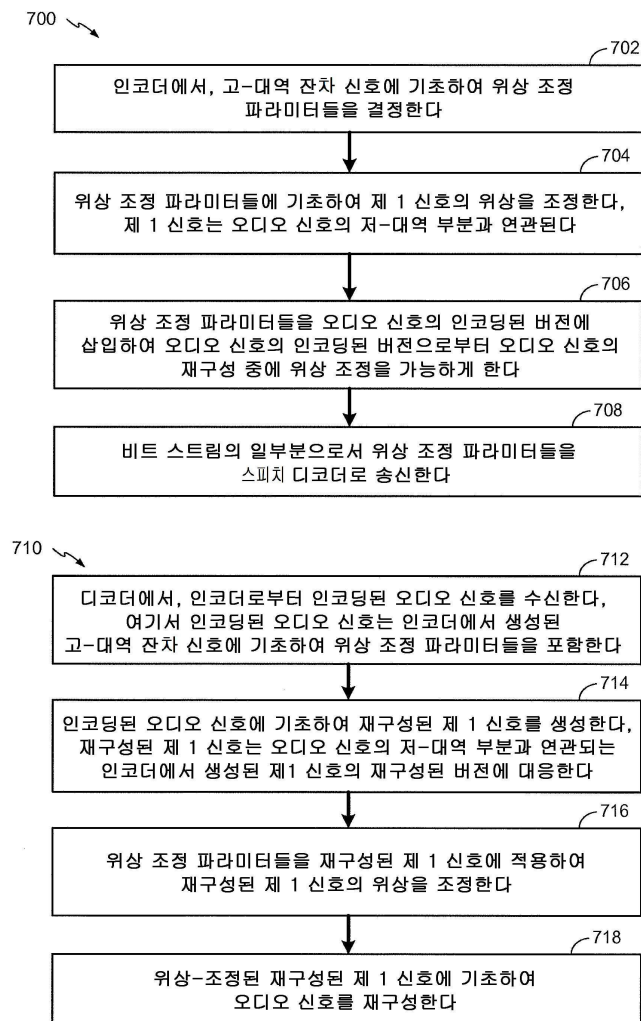 700
702
인코더에서, 고-대역 잔차 신호에 기초하여 위상 조정
파라미터들을 결정한다
704
위상 조정 파라미터들에 기초하여 제 1 신호의 위상을 조정한다,
제 1 신호는 오디오 신호의 저-대역 부분과 연관된다
706
위상 조정 파라미터들을 오디오 신호의 인코딩된 버전에
삽입하여 오디오 신호의 인코딩된 버전으로부터 오디오 신호의
재구성 중에 위상 조정을 가능하게 한다
708
비트 스트림의 일부분으로서 위상 조정 파라미터들을
스피치 디코더로 송신한다
710
712
디코더에서, 인코더로부터 인코딩된 오디오 신호를 수신한다,
여기서 인코딩된 오디오 신호는 인코더에서 생성된
고-대역 잔차 신호에 기초하여 위상 조정 파라미터들을 포함한다
714
인코딩된 오디오 신호에 기초하여 재구성된 제 1 신호를 생성한다,
재구성된 제 1 신호는 오디오 신호의 저-대역 부분과 연관되는
인코더에서 생성된 제1 신호의 재구성된 버전에 대응한다
716
위상 조정 파라미터들을 재구성된 제 1 신호에 적용하여
재구성된 제 1 신호의 위상을 조정한다
718
위상-조정된 재구성된 제 1 신호에 기초하여
오디오 신호를 재구성한다